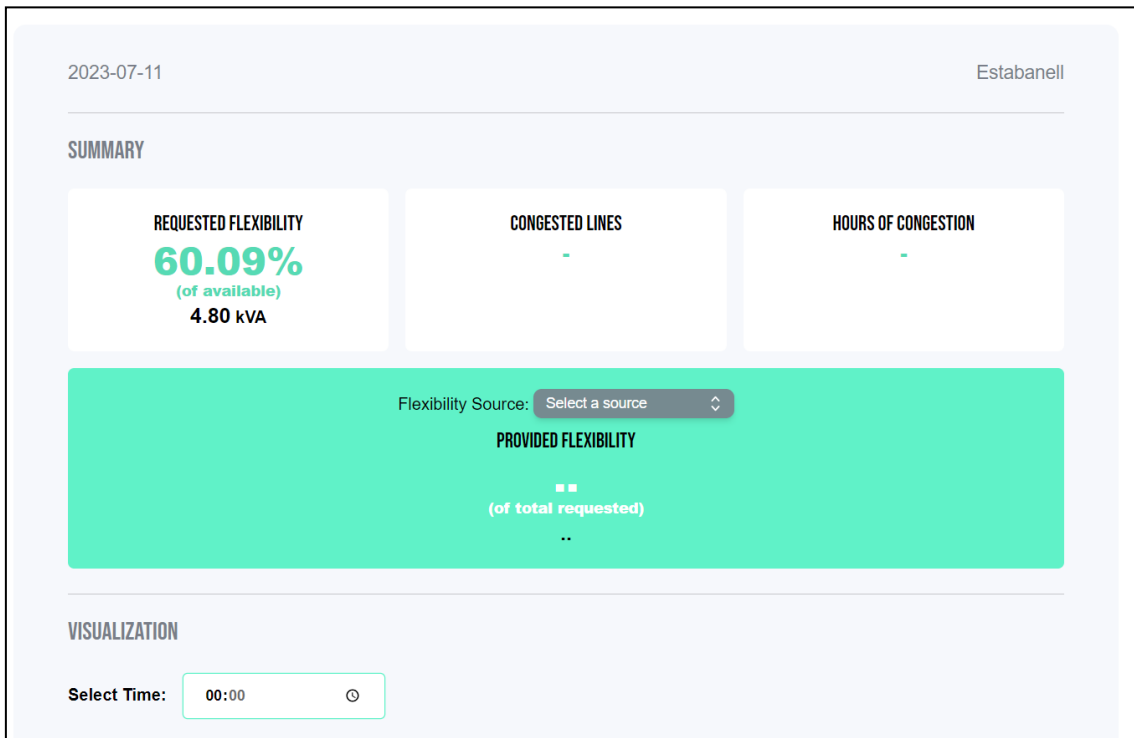 2023-07-11
Estabanell
SUMMARY
REQUESTED FLEXIBILITY
60.09%
(of available)
4.80 kVA
CONGESTED LINES
-
HOURS OF CONGESTION
-
Flexibility Source: Select a source
PROVIDED FLEXIBILITY
..
(of total requested)
..
VISUALIZATION
Select Time: 00:00